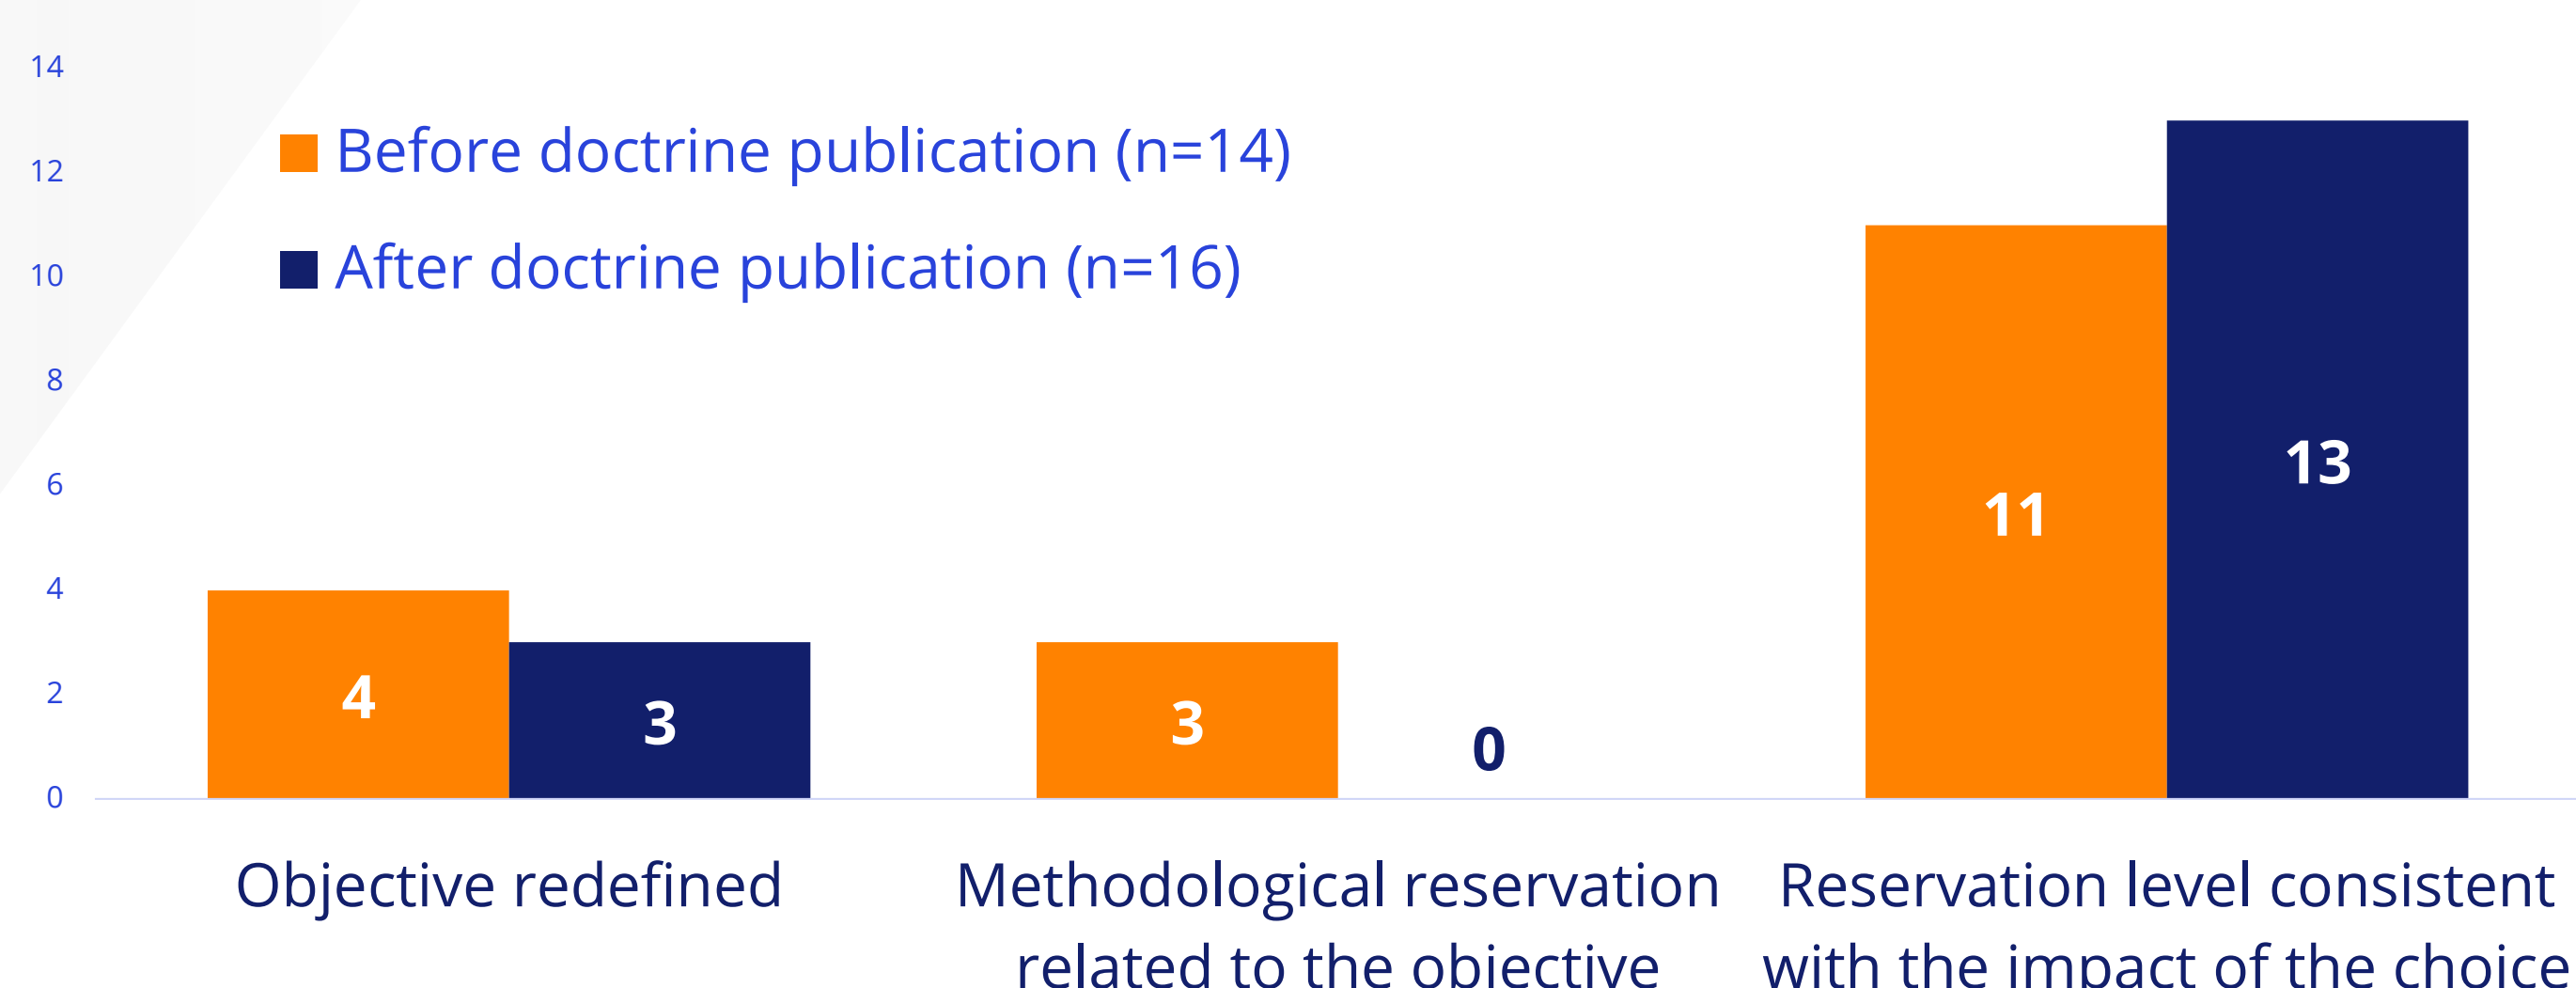 14
12
10
8
6
4
2
0
Before doctrine publication (n=14)
After doctrine publication (n=16)
4
3
3
0
11
13
Objective redefined
Methodological reservation
related to the objective
Reservation level consistent
with the impact of the choice